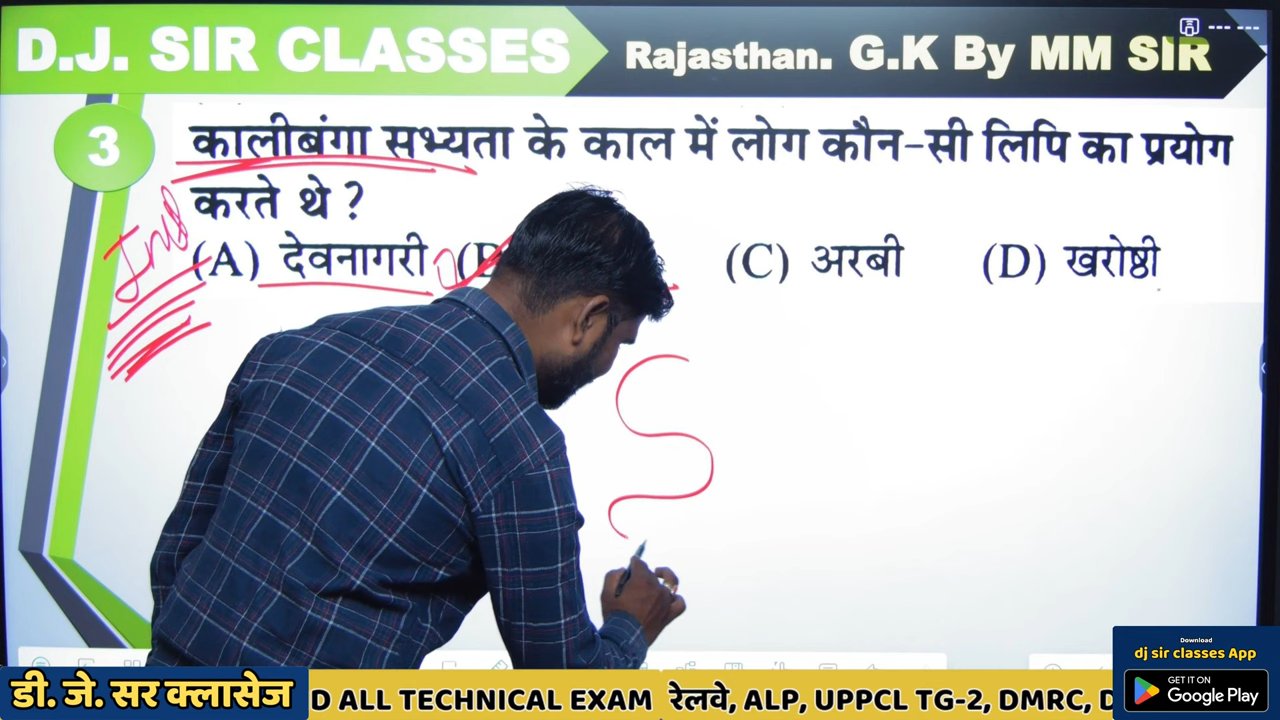 D.J. SIR CLASSES
Rajasthan. G.K By MM SIR
3
कालीबंगा सभ्यता के काल में लोग कौन-सी लिपि का प्रयोग
करते थे ?
(A) देवनागरी (B (C) अरबी (D) खरोष्ठी
Download
dj sir classes App
GET IT ON
Google Play
डी. जे. सर क्लासेज
D ALL TECHNICAL EXAM रेलवे, ALP, UPPCL TG-2, DMRC, D